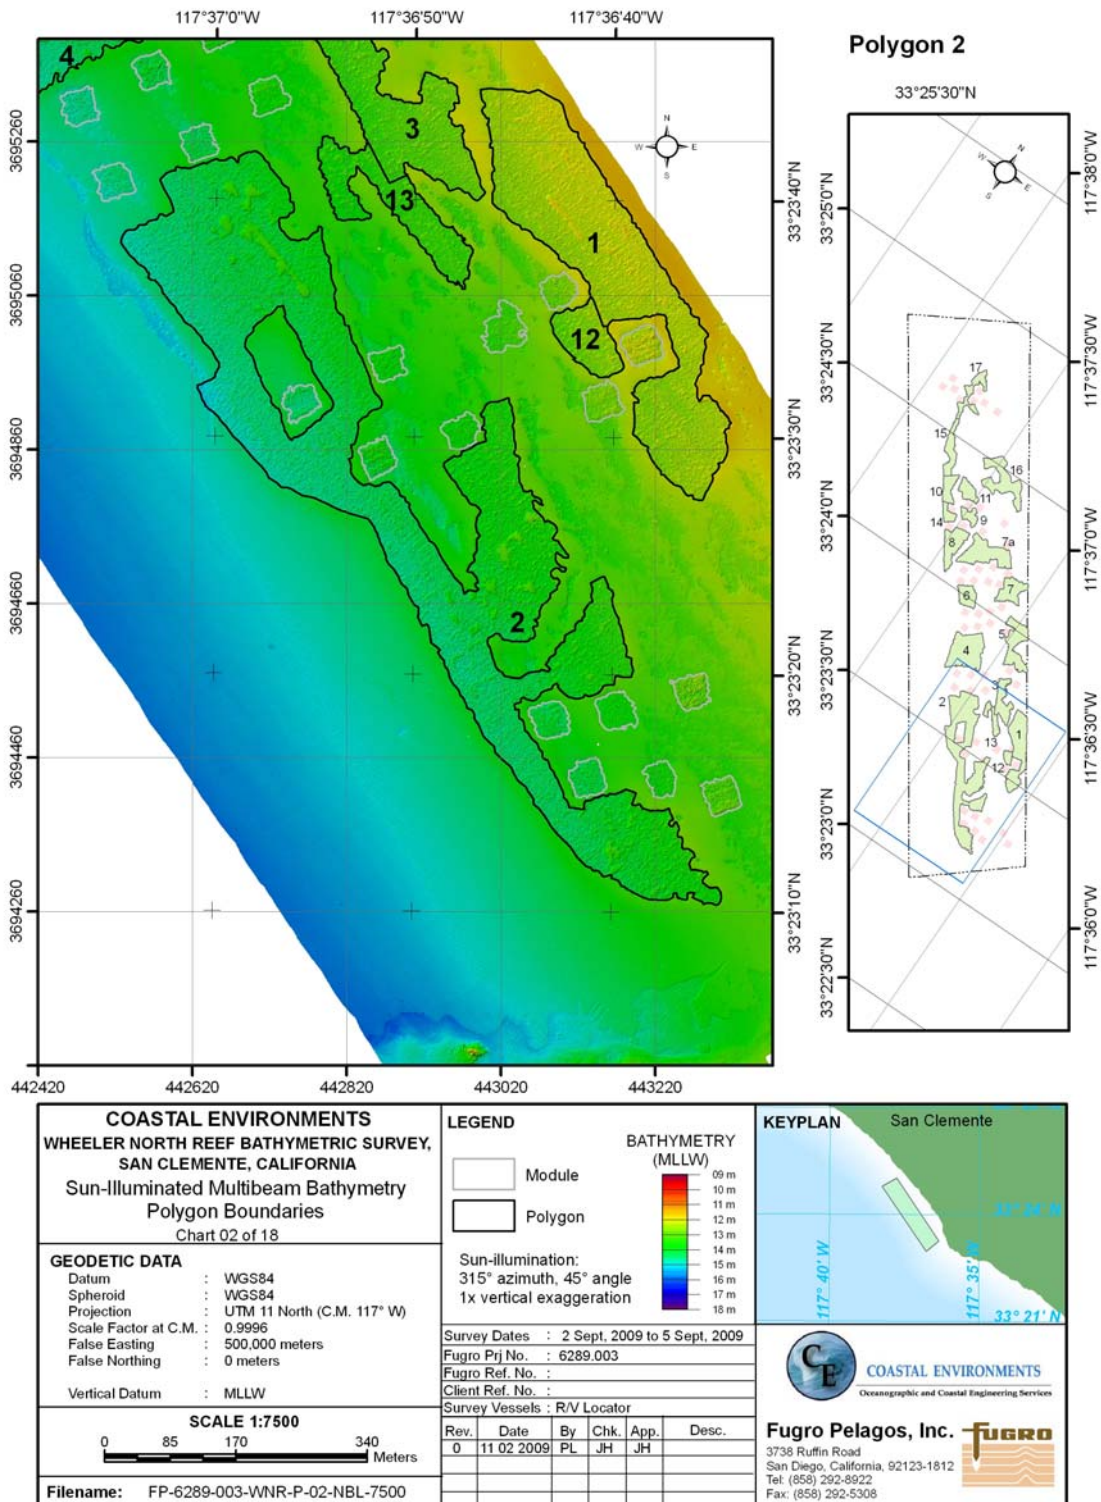 117°37'0"W 117°36'50"W 117°36'40"W
4
3
13
1
12
2
N
W E
S
3695260
3695060
3694860
3694660
3694460
3694260
33°23'40"N
33°23'30"N
33°23'20"N
33°23'10"N
442420 442620 442820 443020 443220
Polygon 2
33°25'30"N
N
W E
S
33°25'0"N
33°24'30"N
33°24'0"N
33°23'30"N
33°23'0"N
33°22'30"N
117°38'0"W
117°37'30"W
117°37'0"W
117°36'30"W
117°36'0"W
17
15
16
10
11
14
9
8
7a
6
7
5
4
3
2
1
13
12
COASTAL ENVIRONMENTS
WHEELER NORTH REEF BATHYMETRIC SURVEY,
SAN CLEMENTE, CALIFORNIA
Sun-Illuminated Multibeam Bathymetry
Polygon Boundaries
Chart 02 of 18
GEODETIC DATA
Datum : WGS84
Spheroid : WGS84
Projection : UTM 11 North (C.M. 117° W)
Scale Factor at C.M. : 0.9996
False Easting : 500,000 meters
False Northing : 0 meters
Vertical Datum : MLLW
SCALE 1:7500
0 85 170 340
Meters
Filename: FP-6289-003-WNR-P-02-NBL-7500
LEGEND
Module
Polygon
Sun-illumination:
315° azimuth, 45° angle
1x vertical exaggeration
BATHYMETRY
(MLLW)
09 m
10 m
11 m
12 m
13 m
14 m
15 m
16 m
17 m
18 m
Survey Dates : 2 Sept, 2009 to 5 Sept, 2009
Fugro Prj No. : 6289.003
Fugro Ref. No. :
Client Ref. No. :
Survey Vessels : R/V Locator
Rev. Date By Chk. App. Desc.
0 11 02 2009 PL JH JH
KEYPLAN
San Clemente
33° 24' N
117° 40' W
117° 35' W
33° 21' N
CE
COASTAL ENVIRONMENTS
Oceanographic and Coastal Engineering Services
Fugro Pelagos, Inc.
3738 Ruffin Road
San Diego, California, 92123-1812
Tel: (858) 292-8922
Fax: (858) 292-5308
FUGRO